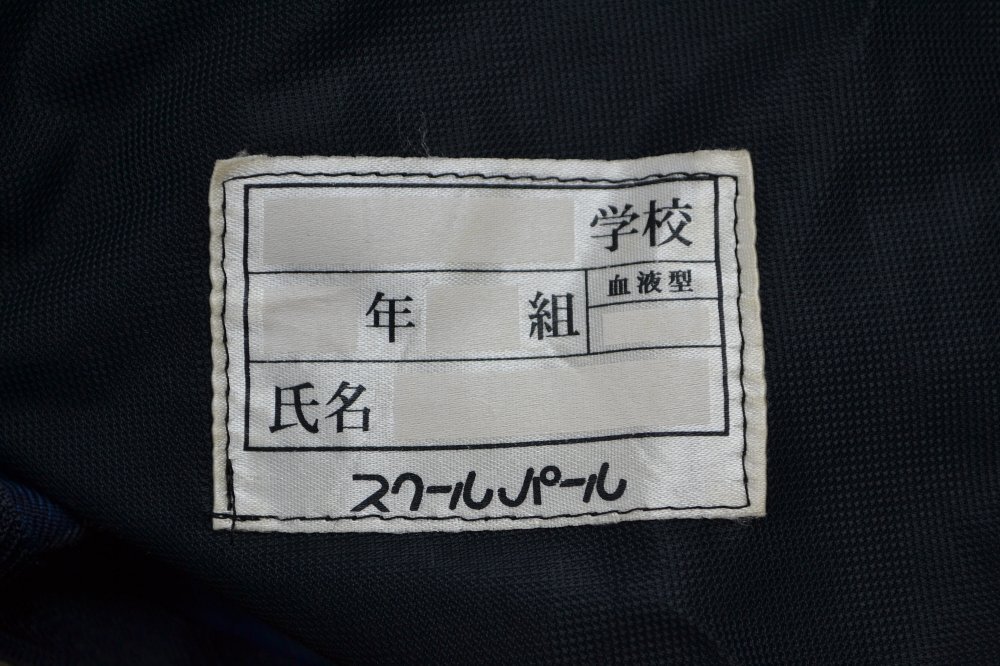 学校
年 組 血液型
氏名
スクールパール